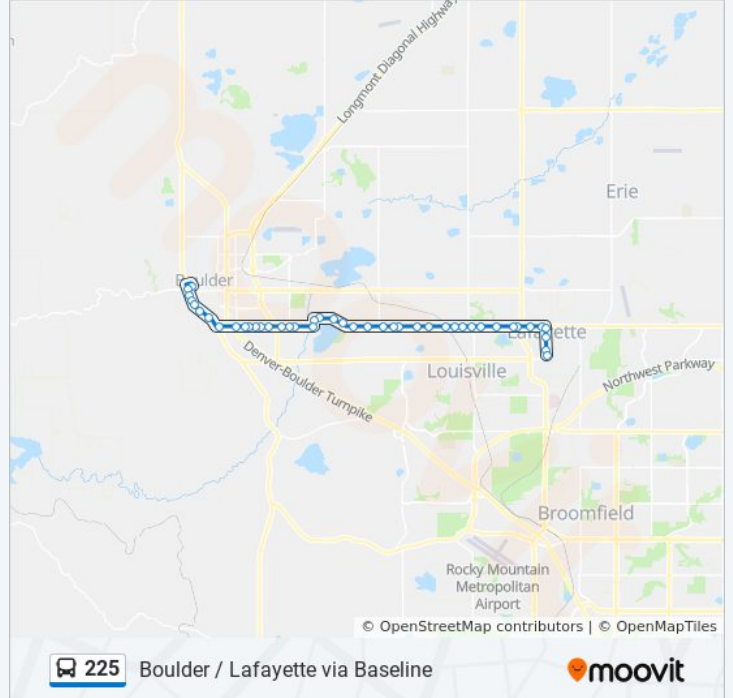 Longmont Diagonal Highway
Erie
Boulder
Lafayette
Denver-Boulder Turnpike
Louisville
Northwest Parkway
Broomfield
Rocky Mountain
Metropolitan
Airport
© OpenStreetMap contributors | © OpenMapTiles
225 Boulder / Lafayette via Baseline
moovit